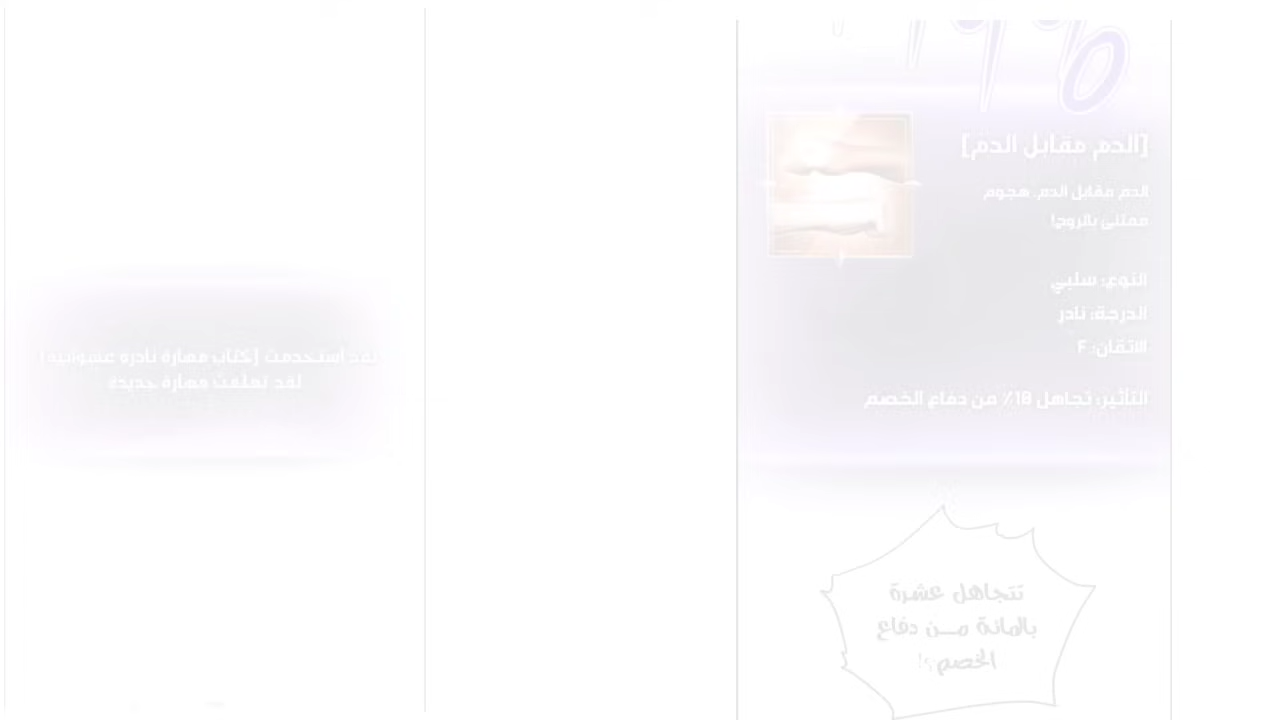 [الدم مقابل الدم]
الدم مقابل الدم. هجوم
ممتلئ بالروح!
النوع: سلبي
الدرجة: نادر
الاتقان: F
التأثير: تجاهل 10٪ من دفاع الخصم
تتجاهل عشرة
بالمائة من دفاع
الخصم؟!
لقد استخدمت [كتاب مهارة نادرة عشوائية]
لقد تعلمت مهارة جديدة